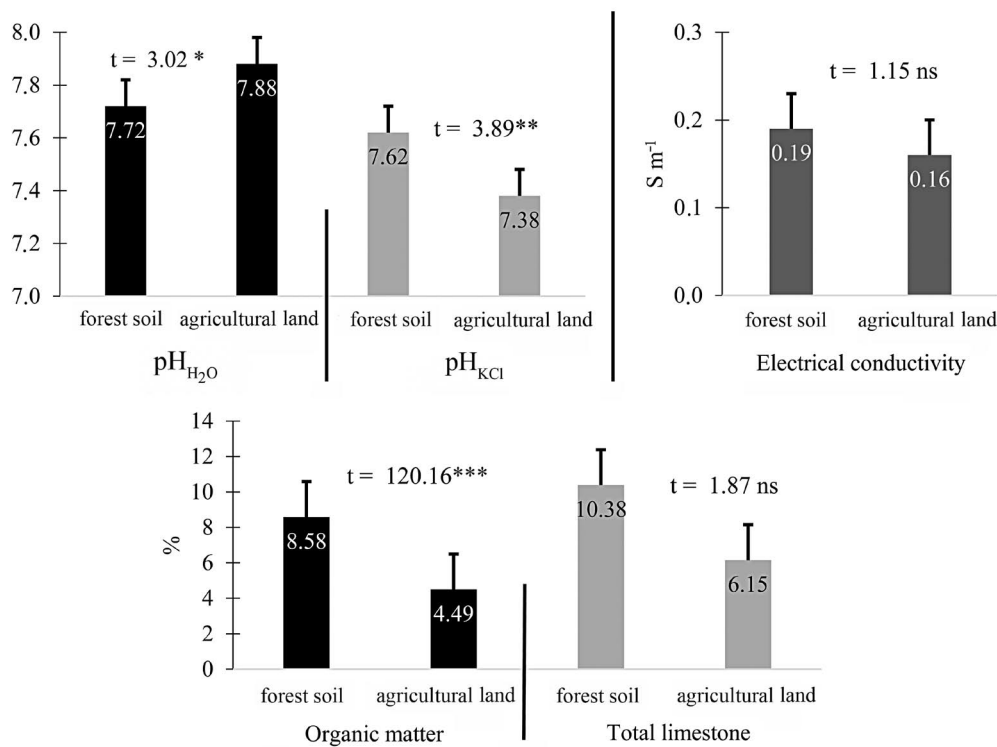 8.0
7.8
7.6
7.4
7.2
7.0
t = 3.02 *
7.72
7.88
forest soil agricultural land
pHH₂O
t = 3.89**
7.62
7.38
forest soil agricultural land
pHKCl
0.3
0.2
0.1
0.0
S m⁻¹
t = 1.15 ns
0.19
0.16
forest soil agricultural land
Electrical conductivity
14
12
10
8
6
4
2
0
%
t = 120.16***
8.58
4.49
forest soil agricultural land
Organic matter
t = 1.87 ns
10.38
6.15
forest soil agricultural land
Total limestone